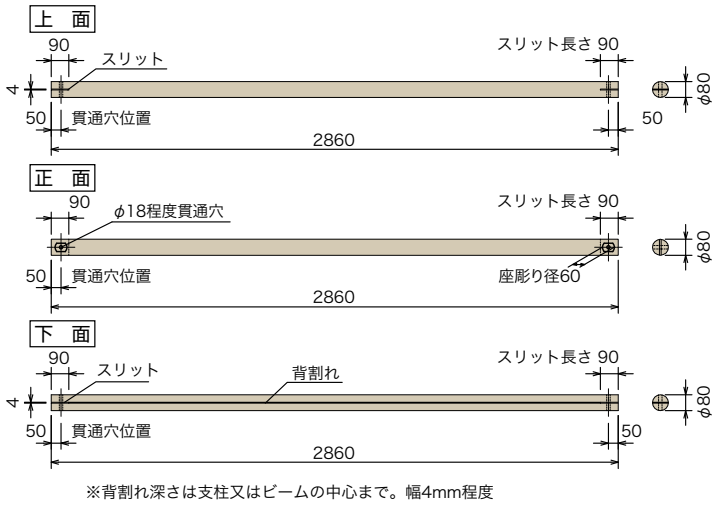 上 面
90
スリット
スリット長さ 90
4
φ80
50
貫通穴位置
50
2860
正 面
90
φ18程度貫通穴
スリット長さ 90
φ80
50
貫通穴位置
座彫り径60
2860
下 面
90
スリット
背割れ
スリット長さ 90
4
φ80
50
貫通穴位置
50
2860
※背割れ深さは支柱又はビームの中心まで。幅4mm程度